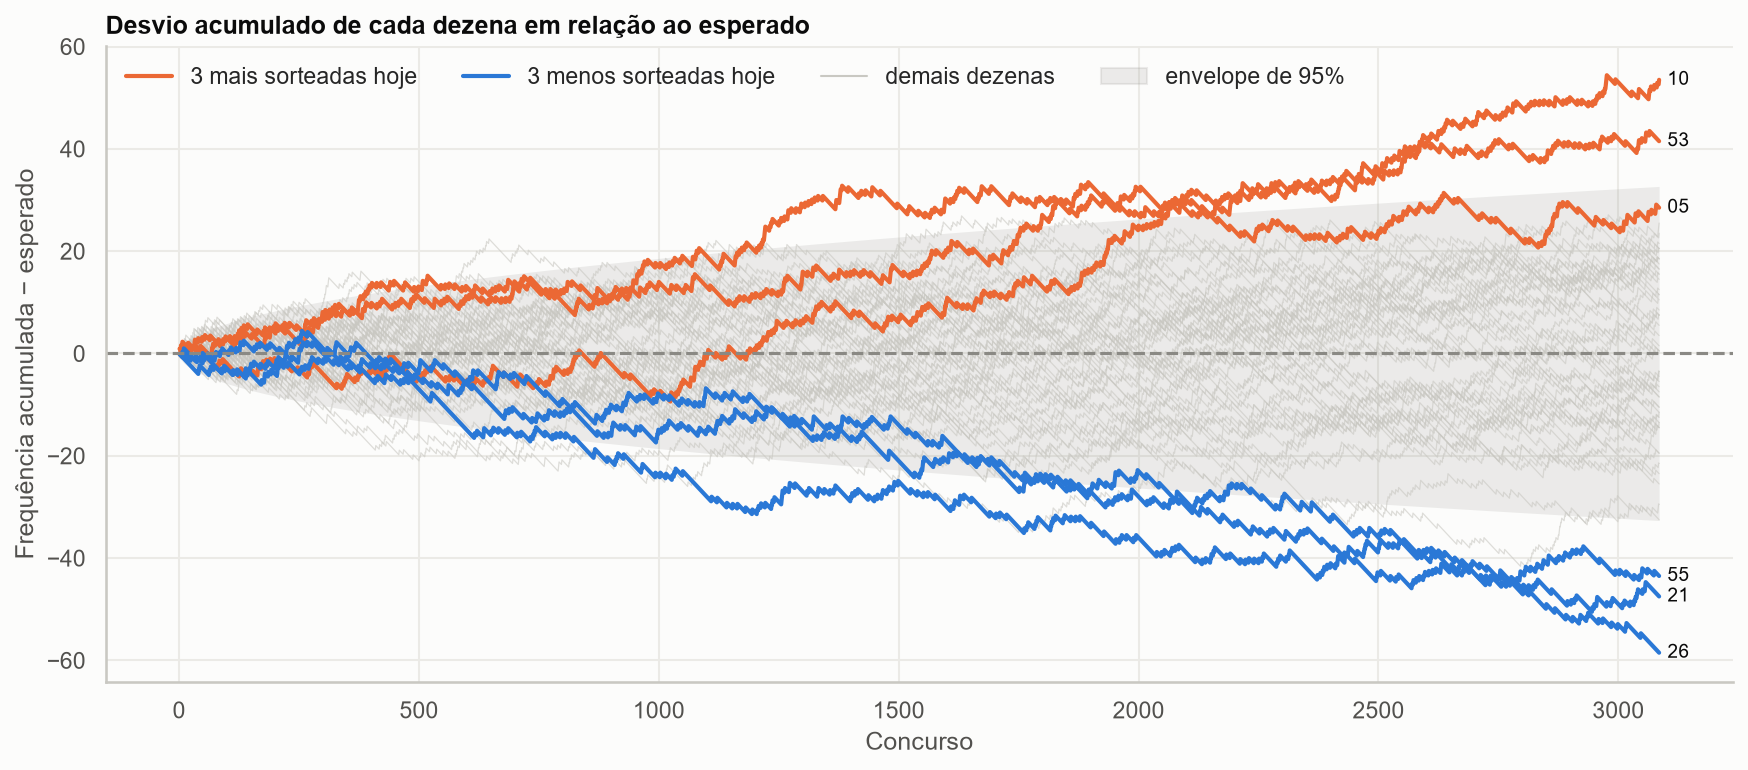 Desvio acumulado de cada dezena em relação ao esperado
3 mais sorteadas hoje 3 menos sorteadas hoje demais dezenas envelope de 95%
Frequência acumulada − esperado
60
40
20
0
−20
−40
−60
10
53
05
55
21
26
0 500 1000 1500 2000 2500 3000
Concurso